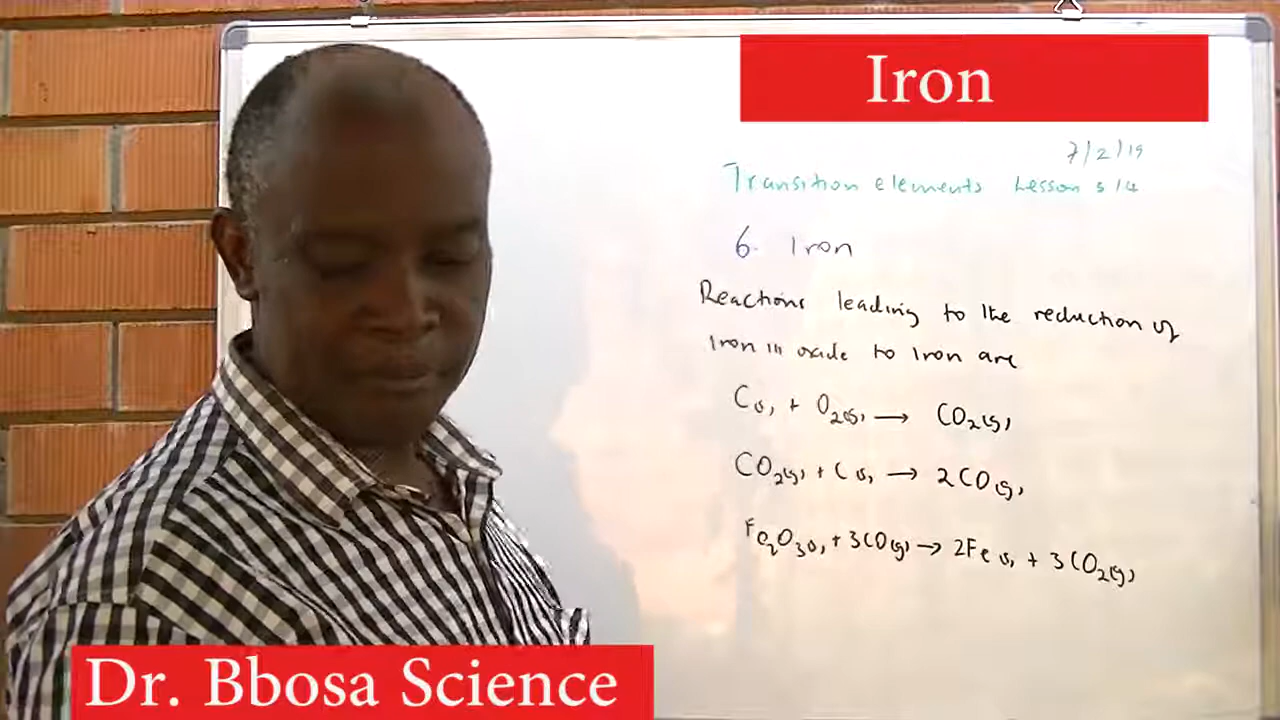 Iron
7/2/19
Transition elements Lesson 5/4
6. Iron
Reactions leading to the reduction of
Iron III oxide to Iron are
C(s) + O2(g) → CO2(g)
CO2(g) + C(s) → 2CO(g)
Fe2O3(s) + 3CO(g) → 2Fe(s) + 3CO2(g)
Dr. Bbosa Science